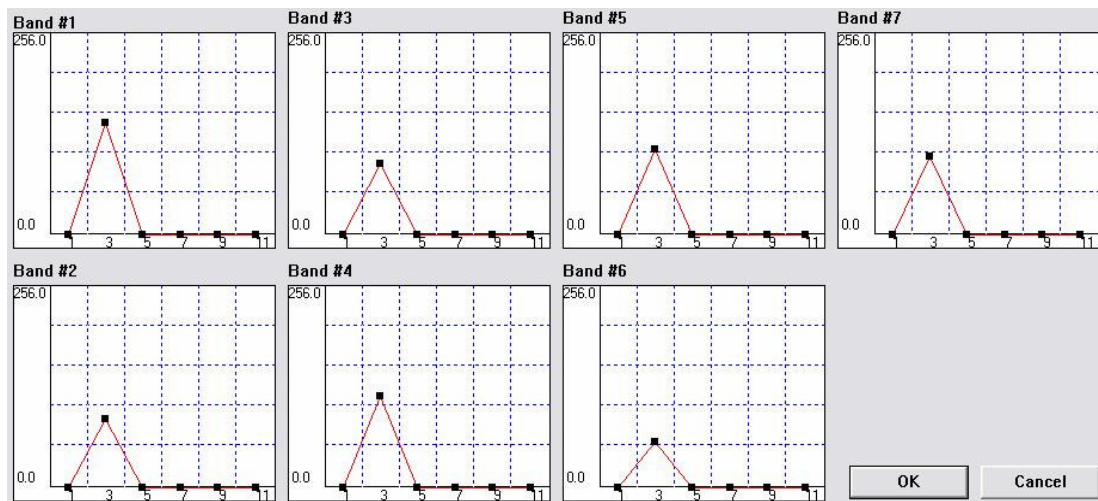 Band #1 Band #3 Band #5 Band #7
256.0 256.0 256.0 256.0
0.0 0.0 0.0 0.0
1 3 5 7 9 11 1 3 5 7 9 11 1 3 5 7 9 11 1 3 5 7 9 11
Band #2 Band #4 Band #6
256.0 256.0 256.0
0.0 0.0 0.0
1 3 5 7 9 11 1 3 5 7 9 11 1 3 5 7 9 11
OK Cancel